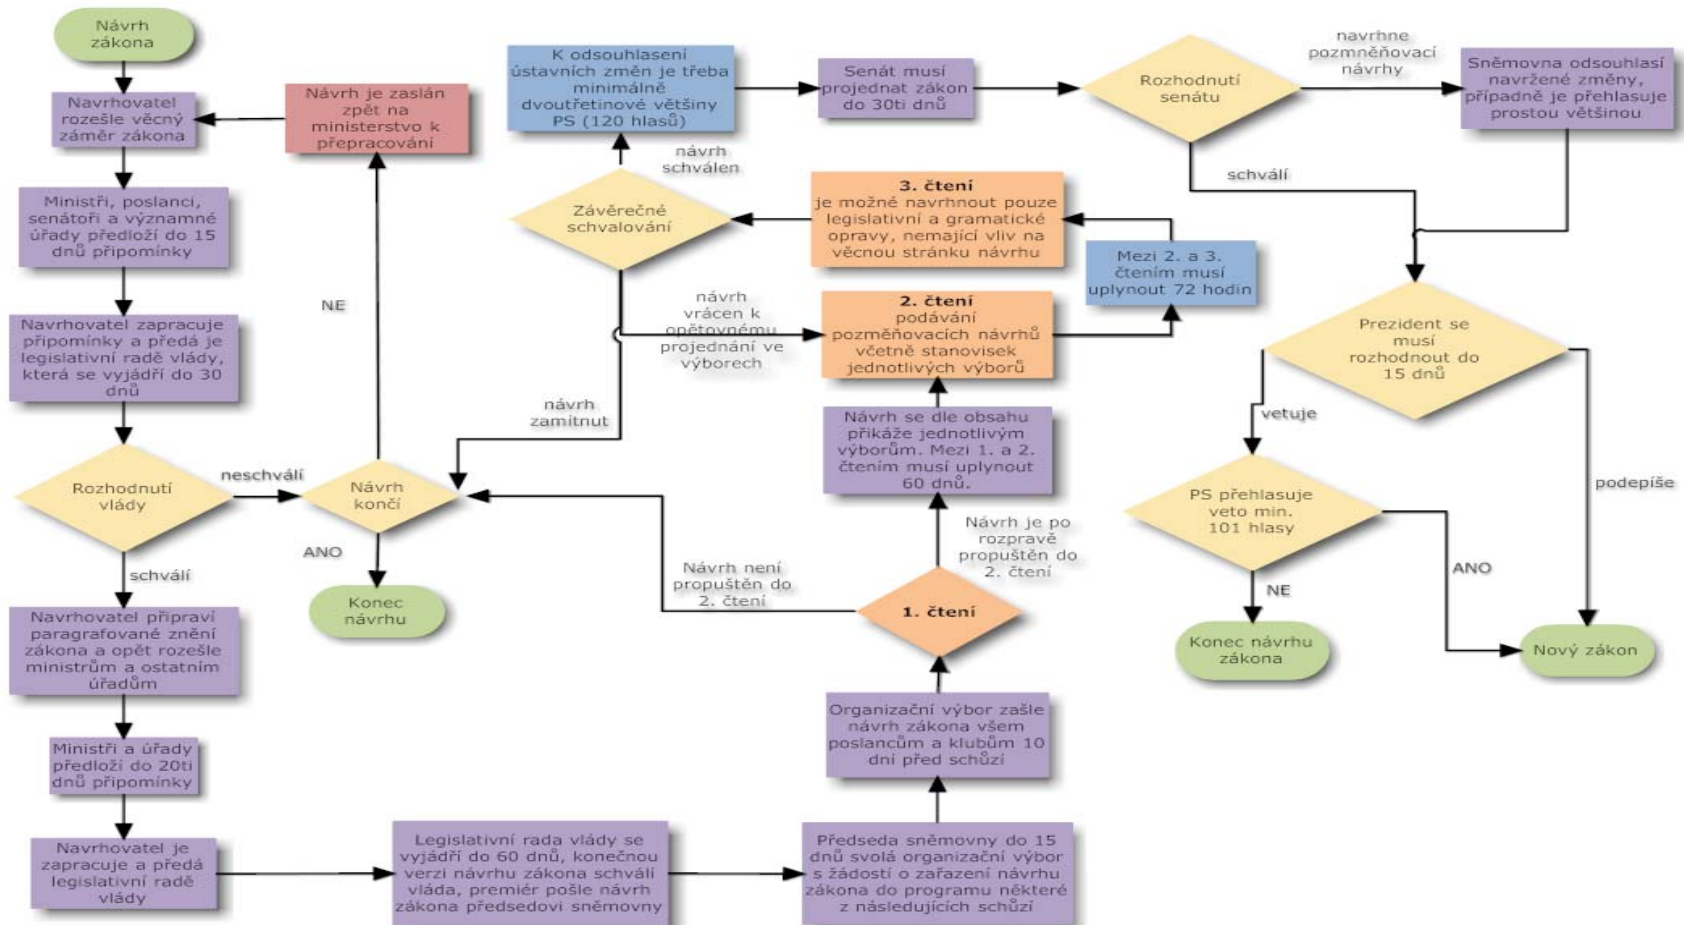 Návrh
zákona
Navrhovatel
rozešle věcný
záměr zákona
Návrh je zaslán
zpět na
ministerstvo k
přepracování
Ministři, poslanci,
senátoři a významné
úřady předloží do 15
dnů připomínky
Navrhovatel zapracuje
připomínky a předá je
legislativní radě vlády,
která se vyjádří do 30
dnů
Rozhodnutí
vlády
neschválí
schválí
Návrh
končí
NE
ANO
Konec
návrhu
Navrhovatel připraví
paragrafované znění
zákona a opět rozešle
ministrům a ostatním
úřadům
Ministři a úřady
předloží do 20ti
dnů připomínky
Navrhovatel je
zapracuje a předá
legislativní radě
vlády
Legislativní rada vlády se
vyjádří do 60 dnů, konečnou
verzi návrhu zákona schválí
vláda, premiér pošle návrh
zákona předsedovi sněmovny
Předseda sněmovny do 15
dnů svolá organizační výbor
s žádostí o zařazení návrhu
zákona do programu některé
z následujících schůzí
Organizační výbor zašle
návrh zákona všem
poslancům a klubům 10
dní před schůzí
1. čtení
Návrh není
propuštěn do
2. čtení
Návrh je po
rozpravě
propuštěn do
2. čtení
Návrh se dle obsahu
přikáže jednotlivým
výborům. Mezi 1. a 2.
čtením musí uplynout
60 dnů.
2. čtení
podávání
pozměňovacích návrhů
včetně stanovisek
jednotlivých výborů
Mezi 2. a 3.
čtením musí
uplynout 72 hodin
3. čtení
je možné navrhnout pouze
legislativní a gramatické
opravy, nemající vliv na
věcnou stránku návrhu
Závěrečné
schvalování
návrh
vrácen k
opětovnému
projednání ve
výborech
návrh
zamítnut
návrh
schválen
K odsouhlasení
ústavních změn je třeba
minimálně
dvoutřetinové většiny
PS (120 hlasů)
Senát musí
projednat zákon
do 30ti dnů
Rozhodnutí
senátu
navrhne
pozmněňovací
návrhy
Sněmovna odsouhlasí
navržené změny,
případně je přehlasuje
prostou většinou
schválí
Prezident se
musí
rozhodnout do
15 dnů
vetuje
podepíše
PS přehlasuje
veto min.
101 hlasy
NE
ANO
Konec návrhu
zákona
Nový zákon